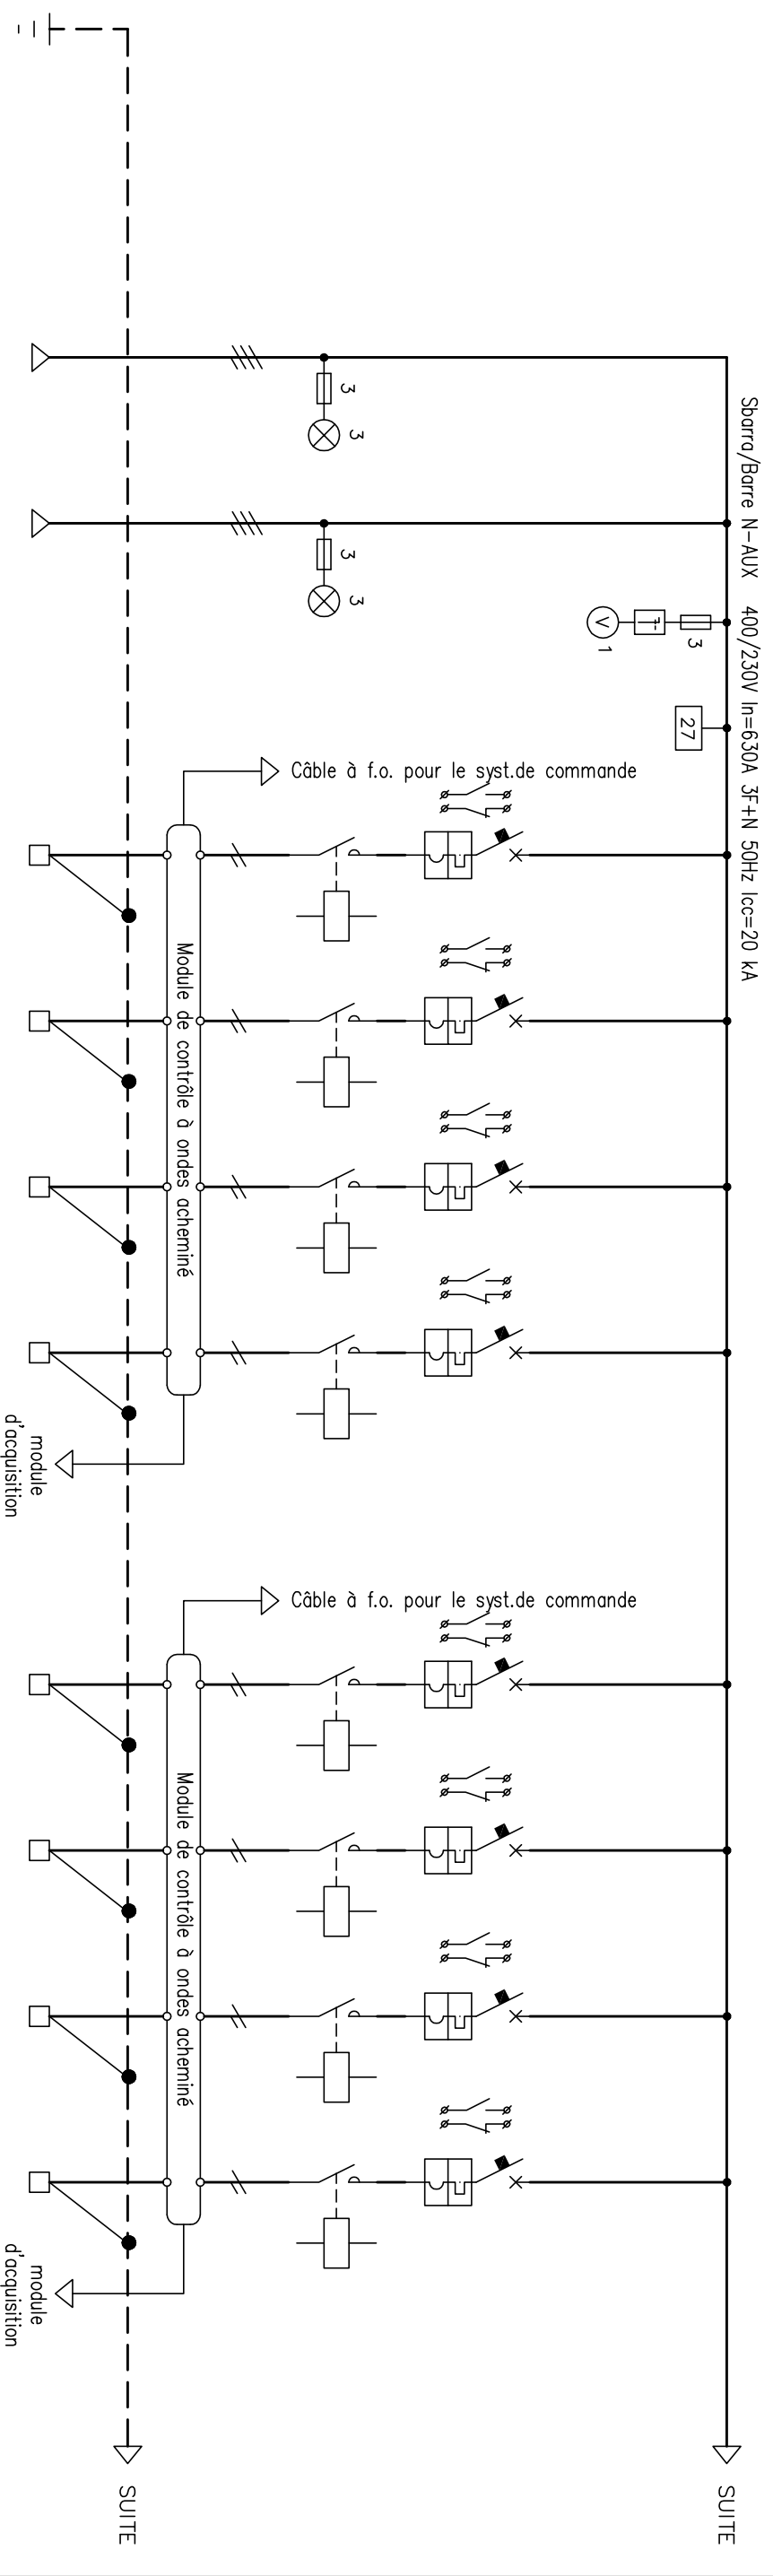 Sbarra/Barre N-AUX   400/230V In=630A 3F+N 50Hz Icc=20 kA
3
3
3
3
3
V
1
27
Câble à f.o. pour le syst.de commande
Module de contrôle à ondes acheminé
module
d'acquisition
Câble à f.o. pour le syst.de commande
Module de contrôle à ondes acheminé
module
d'acquisition
SUITE
SUITE